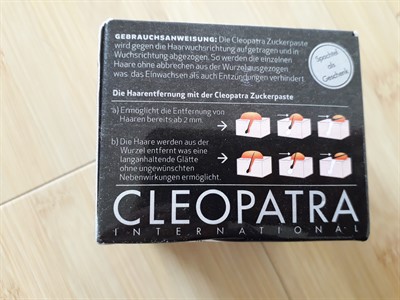 GEBRAUCHSANWEISUNG: Die Cleopatra Zuckerpaste
wird gegen die Haarwuchsrichtung aufgetragen und in
Wuchsrichtung abgezogen. So werden die einzelnen
Haare ohne abbrechen aus der Wurzel ausgezogen
was das Einwachsen als auch Entzündungen verhindert.
Spachtel
als
Geschenk
Die Haarentfernung mit der Cleopatra Zuckerpaste
a) Ermöglicht die Entfernung von
Haaren bereits ab 2 mm.
b) Die Haare werden aus der
Wurzel entfernt was eine
langanhaltende Glätte
ohne ungewünschten
Nebenwirkungen ermöglicht.
CLEOPATRA
INTERNATIONAL